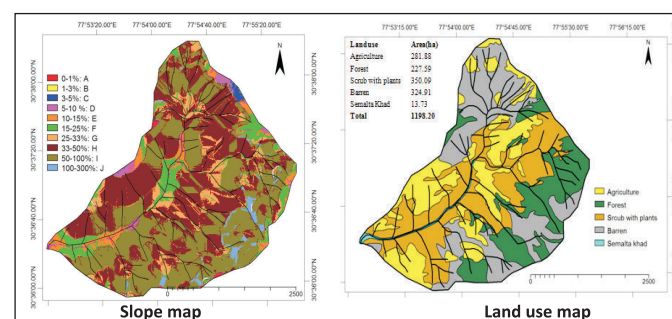 77°53'20.00"E 77°54'00.00"E 77°54'40.00"E 77°55'20.00"E
N
30°38'00.00"N
30°37'20.00"N
30°36'40.00"N
30°36'00.00"N
0-1%: A
1-3%: B
3-5%: C
5-10 %: D
10-15%: E
15-25%: F
25-33%: G
33-50%: H
50-100%: I
100-300%: J
0 2500
Slope map
77°53'15.00"E 77°54'00.00"E 77°54'45.00"E 77°55'30.00"E 77°56'15.00"E
N
Landuse Area(ha)
Agriculture 281.88
Forest 227.59
Scrub with plants 350.09
Barren 324.91
Semalta Khad 13.73
Total 1198.20
Agriculture
Forest
Scrub with plants
Barren
Semalta khad
0 2500
Land use map